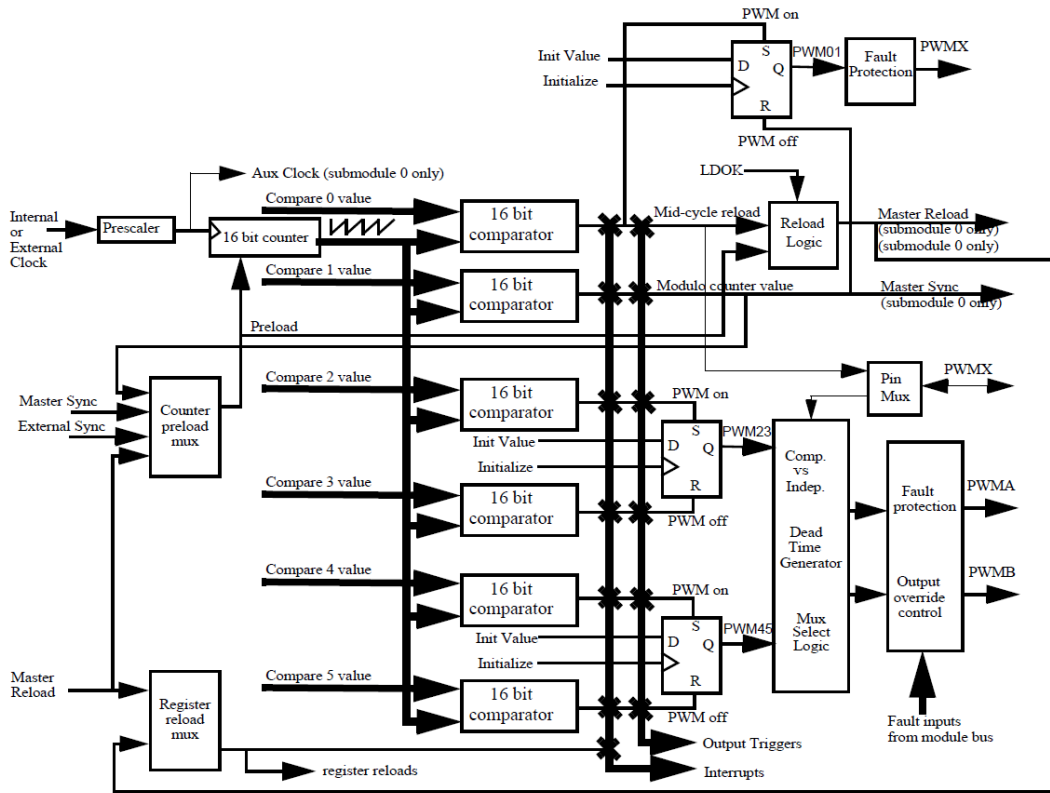 PWM on
Init Value
D
S
Q
R
PWM01
Fault
Protection
PWMX
Initialize
PWM off
Aux Clock (submodule 0 only)
LDOK
Internal
or
External
Clock
Prescaler
16 bit counter
Compare 0 value
16 bit
comparator
Mid-cycle reload
Reload
Logic
Master Reload
(submodule 0 only)
(submodule 0 only)
Compare 1 value
16 bit
comparator
Modulo counter value
Master Sync
(submodule 0 only)
Preload
Master Sync
External Sync
Counter
preload
mux
Compare 2 value
16 bit
comparator
PWM on
Pin
Mux
PWMX
Init Value
D
S
Q
R
PWM23
Initialize
Comp.
vs
Indep.
Dead
Time
Generator
Mux
Select
Logic
Compare 3 value
16 bit
comparator
PWM off
Fault
protection
Output
override
control
PWMA
PWMB
Compare 4 value
16 bit
comparator
PWM on
Init Value
D
S
Q
R
PWM45
Initialize
Master
Reload
Register
reload
mux
Compare 5 value
16 bit
comparator
PWM off
Fault inputs
from module bus
Output Triggers
register reloads
Interrupts